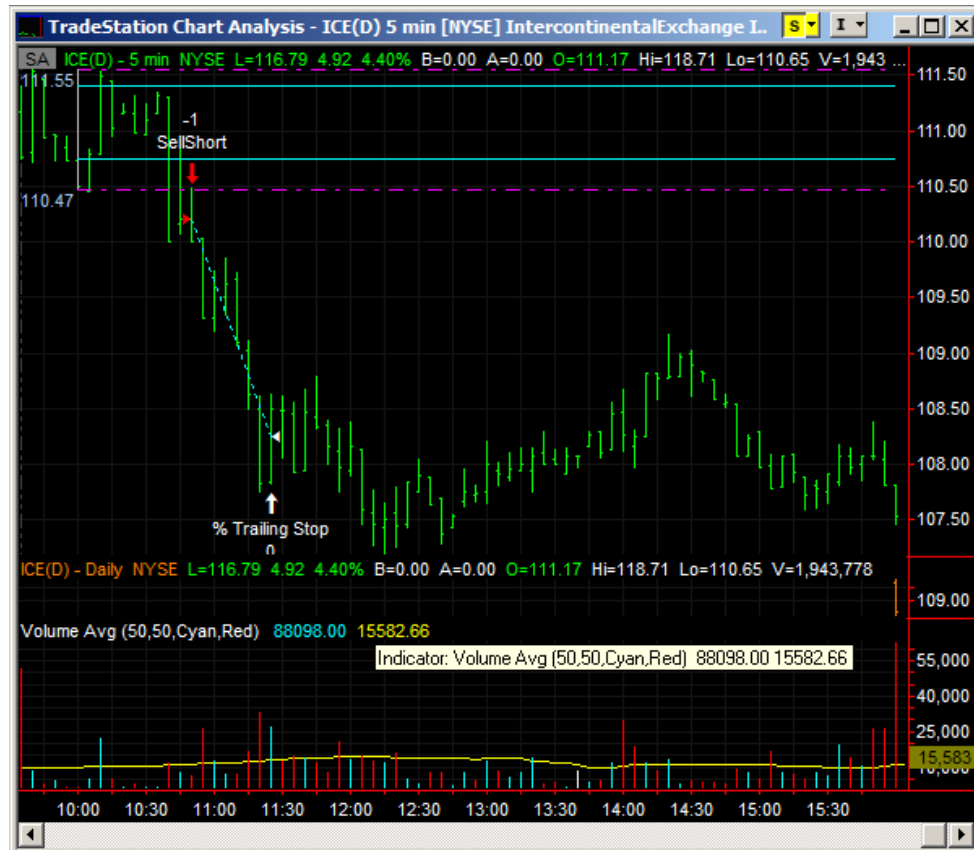 TradeStation Chart Analysis - ICE(D) 5 min [NYSE] IntercontinentalExchange I..
S
I
SA ICE(D) - 5 min NYSE L=116.79 4.92 4.40% B=0.00 A=0.00 O=111.17 Hi=118.71 Lo=110.65 V=1,943 ...
111.55
111.50
-1
SellShort
111.00
110.47
110.50
110.00
109.50
109.00
108.50
108.00
% Trailing Stop
0
107.50
ICE(D) - Daily NYSE L=116.79 4.92 4.40% B=0.00 A=0.00 O=111.17 Hi=118.71 Lo=110.65 V=1,943,778
109.00
Volume Avg (50,50,Cyan,Red) 88098.00 15582.66
Indicator: Volume Avg (50,50,Cyan,Red) 88098.00 15582.66
55,000
40,000
25,000
15,583
10,000
10:00 10:30 11:00 11:30 12:00 12:30 13:00 13:30 14:00 14:30 15:00 15:30